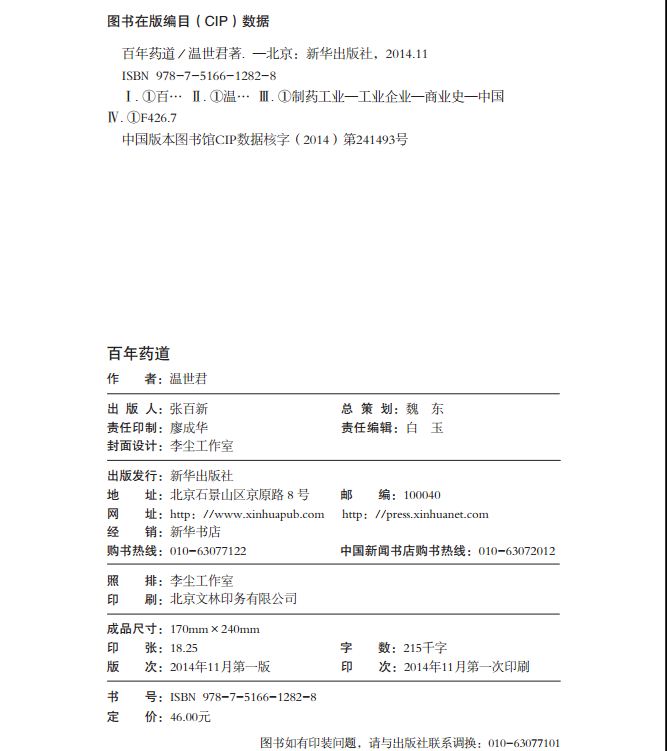 图书在版编目（CIP）数据
百年药道／温世君著. —北京：新华出版社，2014.11
ISBN 978-7-5166-1282-8
Ⅰ. ①百… Ⅱ. ①温… Ⅲ. ①制药工业—工业企业—商业史—中国
Ⅳ. ①F426.7
中国版本图书馆CIP数据核字（2014）第241493号
百年药道
作 者：温世君
出 版 人：张百新 总 策 划：魏 东
责任印制：廖成华 责任编辑：白 玉
封面设计：李尘工作室
出版发行：新华出版社
地 址：北京石景山区京原路 8 号 邮 编：100040
网 址：http：//www.xinhuapub.com http：//press.xinhuanet.com
经 销：新华书店
购书热线：010-63077122 中国新闻书店购书热线：010-63072012
照 排：李尘工作室
印 刷：北京文林印务有限公司
成品尺寸：170mm×240mm
印 张：18.25 字 数：215千字
版 次：2014年11月第一版 印 次：2014年11月第一次印刷
书 号：ISBN 978-7-5166-1282-8
定 价：46.00元
图书如有印装问题，请与出版社联系调换：010-63077101